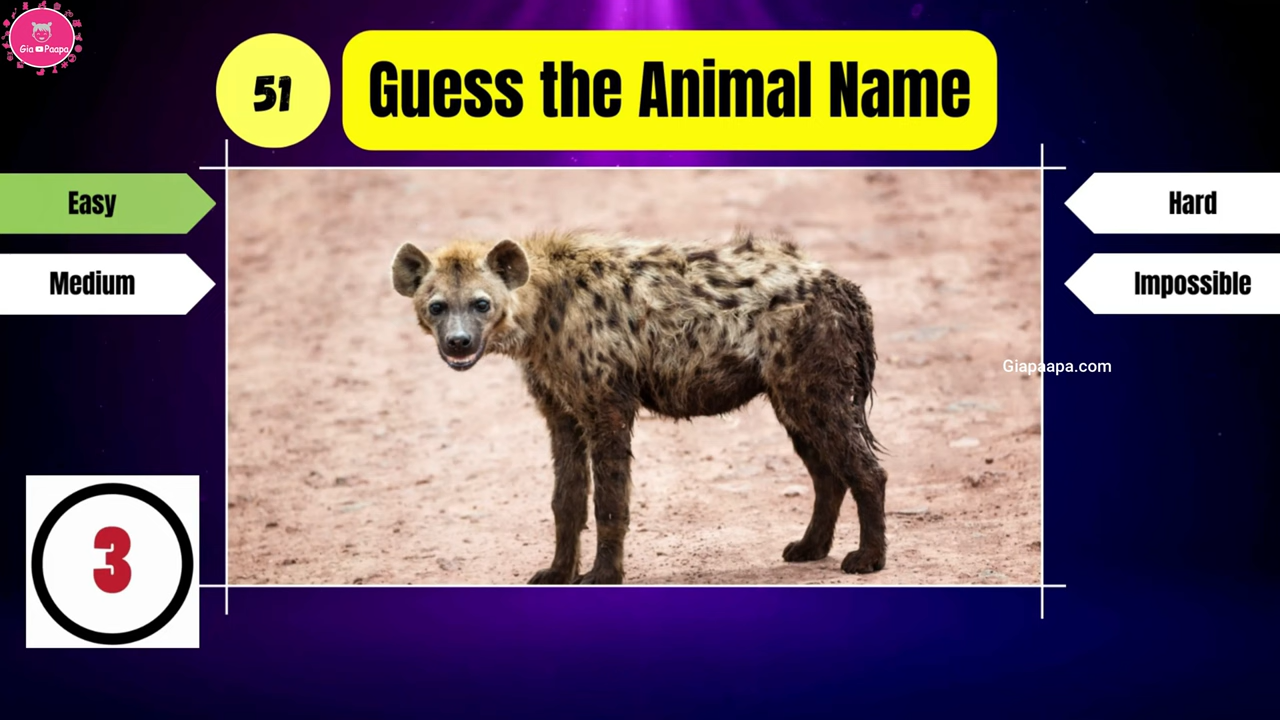 Gia Paapa
51
Guess the Animal Name
Easy
Medium
Hard
Impossible
Giapaapa.com
3